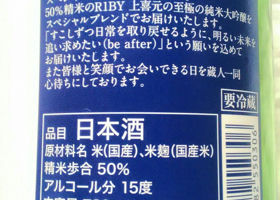 50%精米のR1BY 上喜元の至極の純米大吟醸を
スペシャルブレンドでお届けいたします。
「すこしずつ日常を取り戻せるように、明るい未来を
追い求めたい(be after)」という願いを込めて
お届けいたします。
また皆様と笑顔でお会いできる日を蔵人一同
心待ちにしております。
要冷蔵
品目 日本酒
原材料名 米(国産)、米麹(国産米)
精米歩合 50%
アルコール分 15度
82550306